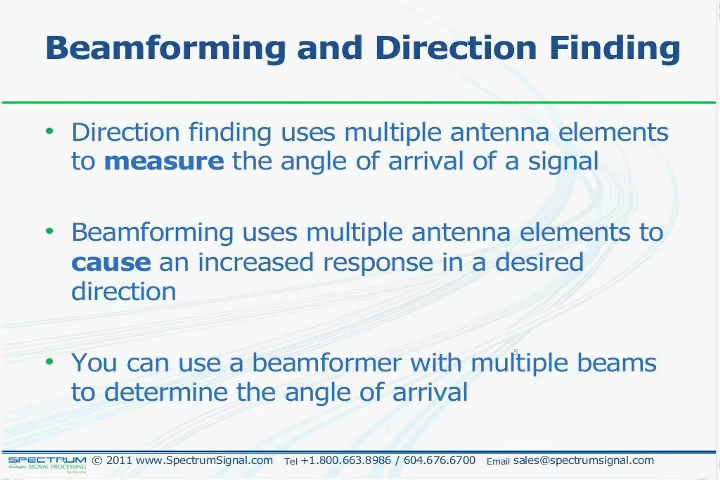 Beamforming and Direction Finding
• Direction finding uses multiple antenna elements
to measure the angle of arrival of a signal
• Beamforming uses multiple antenna elements to
cause an increased response in a desired
direction
• You can use a beamformer with multiple beams
to determine the angle of arrival
SPECTRUM
SIGNAL PROCESSING
© 2011 www.SpectrumSignal.com Tel +1.800.663.8986 / 604.676.6700 Email sales@spectrumsignal.com